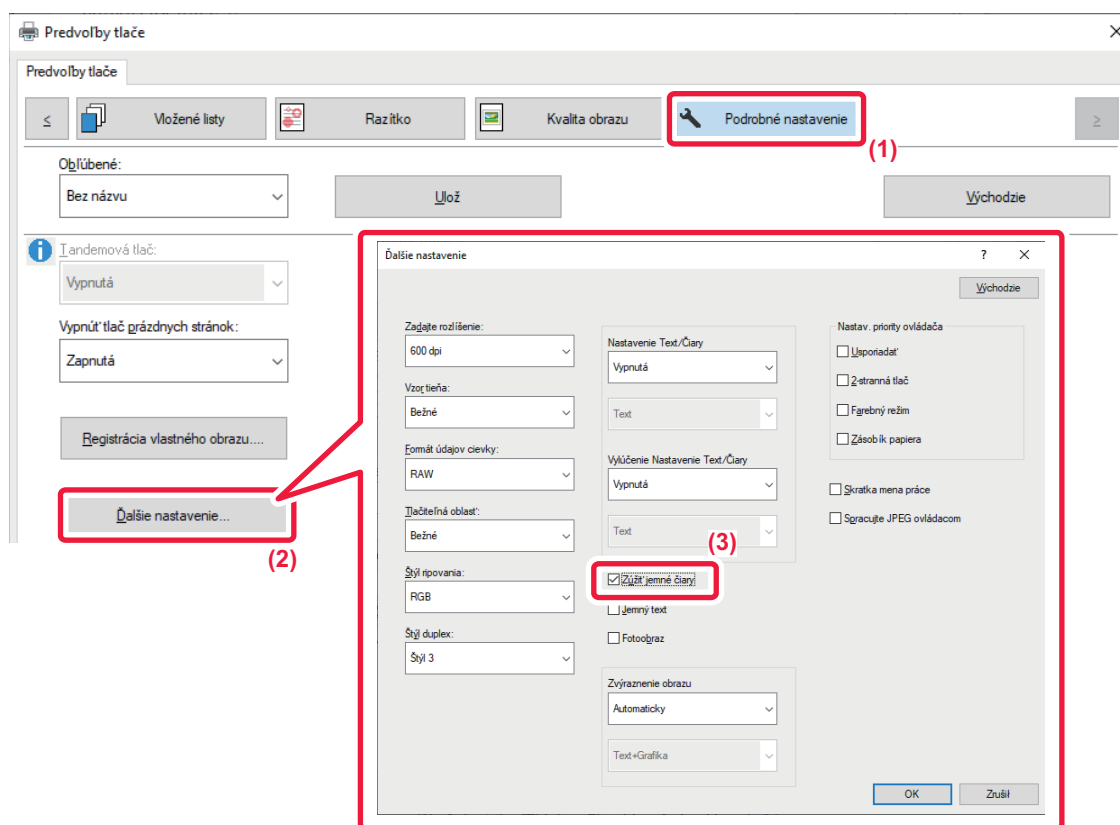 Predvoľby tlače
Predvoľby tlače
<
Vložené listy
Razítko
Kvalita obrazu
Podrobné nastavenie
>
(1)
Obľúbené:
Bez názvu
Ulož
Východzie
Tandemová tlač:
Vypnutá
Vypnúť tlač prázdnych stránok:
Zapnutá
Registrácia vlastného obrazu....
Ďalšie nastavenie...
(2)
Ďalšie nastavenie
?
Východzie
Zadajte rozlíšenie:
600 dpi
Vzor tieňa:
Bežné
Formát údajov cievky:
RAW
Tlačiteľná oblasť:
Bežné
Štýl ripovania:
RGB
Štýl duplex:
Štýl 3
Nastavenie Text/Čiary
Vypnutá
Text
Vylúčenie Nastavenie Text/Čiary
Vypnutá
Text
(3)
Zúžiť jemné čiary
Jemný text
Fotoobraz
Zvýraznenie obrazu
Automaticky
Text+Grafika
Nastav. priority ovládača
Usporiadať
2-stranná tlač
Farebný režim
Zásobík papiera
Skratka mena práce
Spracujte JPEG ovládacom
OK
Zrušiť